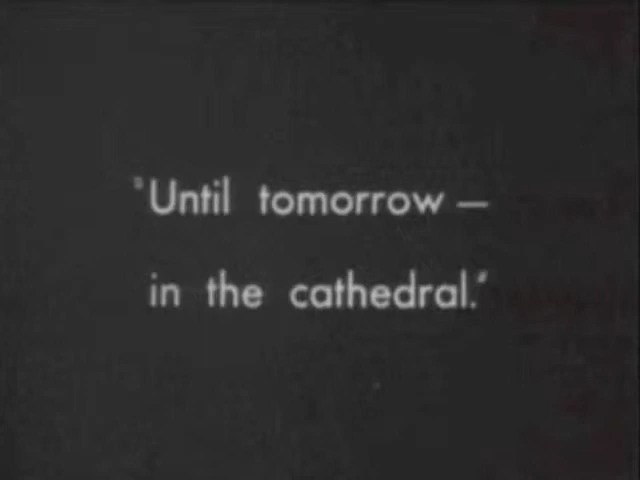 "Until tomorrow —
in the cathedral."